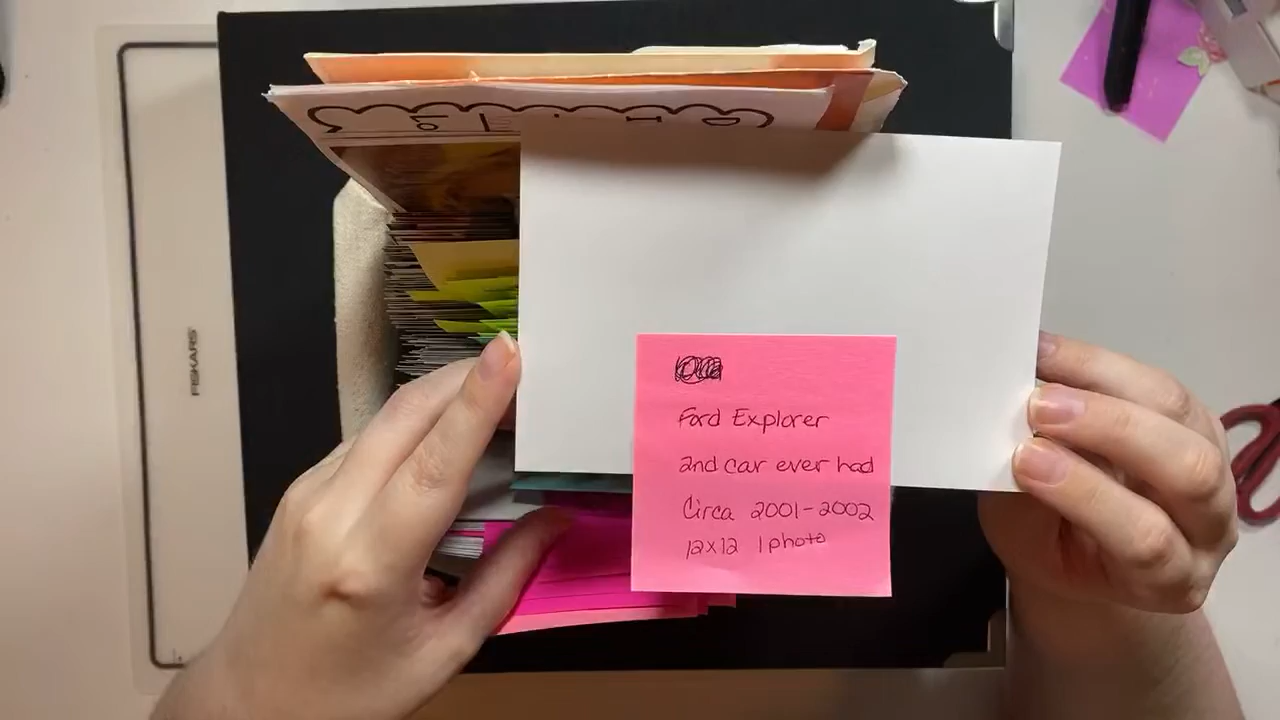 FISKARS
Ford Explorer
2nd car ever had
Circa 2001-2002
12x12 1 photo